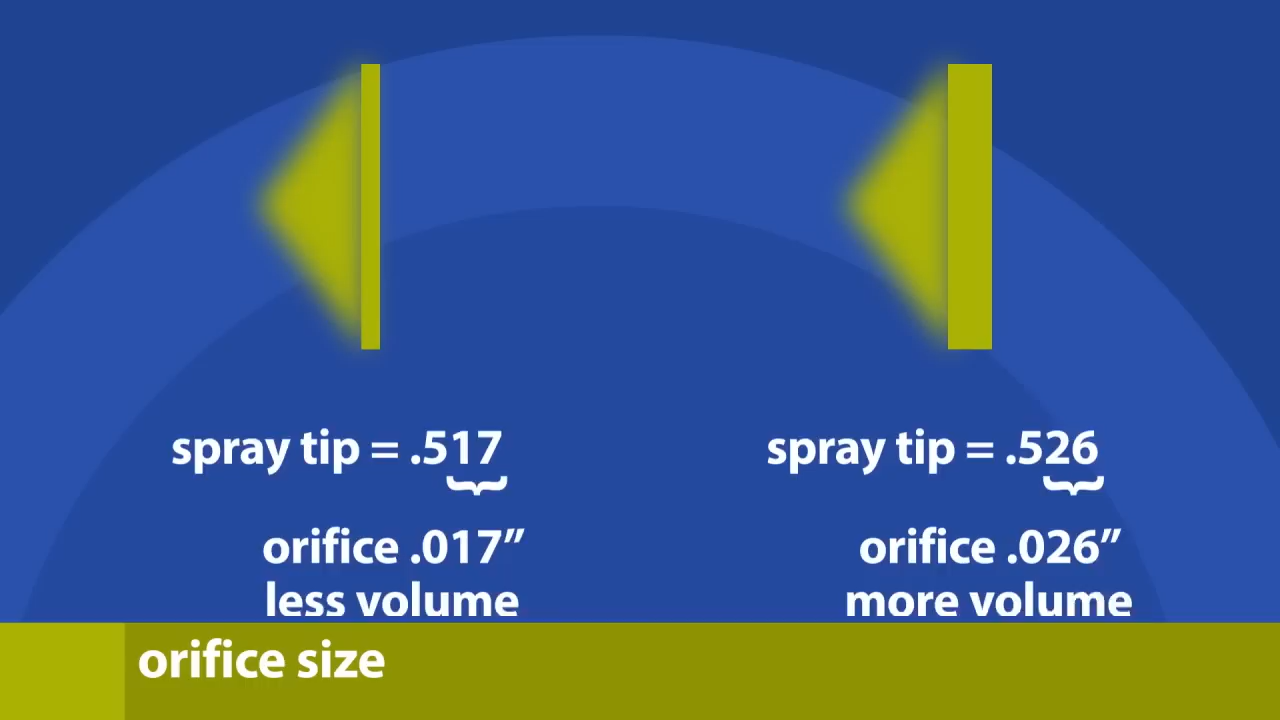 spray tip = .517
orifice .017”
less volume
spray tip = .526
orifice .026”
more volume
orifice size